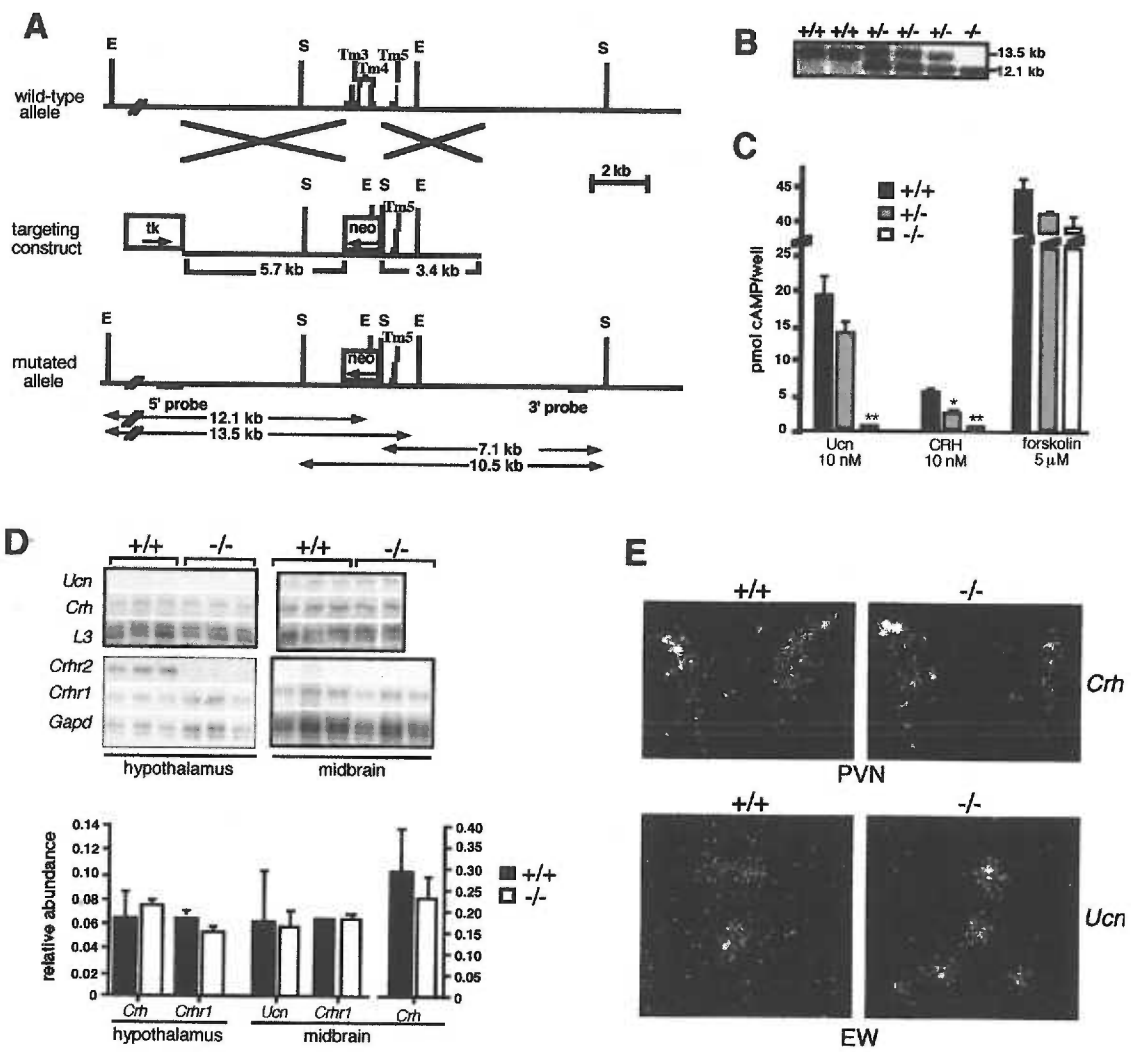 A
E
S
Tm3
Tm5
E
S
Tm4
wild-type
allele
2 kb
S
E
S
E
Tm5
tk
neo
targeting
construct
5.7 kb
3.4 kb
E
S
E
S
E
S
Tm5
neo
mutated
allele
5' probe
3' probe
12.1 kb
13.5 kb
7.1 kb
10.5 kb
B
+/+ +/+ +/- +/- +/- -/-
13.5 kb
12.1 kb
C
pmol cAMP/well
45
40
25
20
15
10
5
0
+/+
+/-
-/-
**
*
**
Ucn
10 nM
CRH
10 nM
forskolin
5 µM
D
+/+ -/- +/+ -/-
Ucn
Crh
L3
Crhr2
Crhr1
Gapd
hypothalamus
midbrain
relative abundance
0.14
0.12
0.10
0.08
0.06
0.04
0.02
0
0.40
0.35
0.30
0.25
0.20
0.15
0.10
0.05
0
+/+
-/-
Crh
Crhr1
Ucn
Crhr1
Crh
hypothalamus
midbrain
E
+/+
-/-
Crh
PVN
+/+
-/-
Ucn
EW